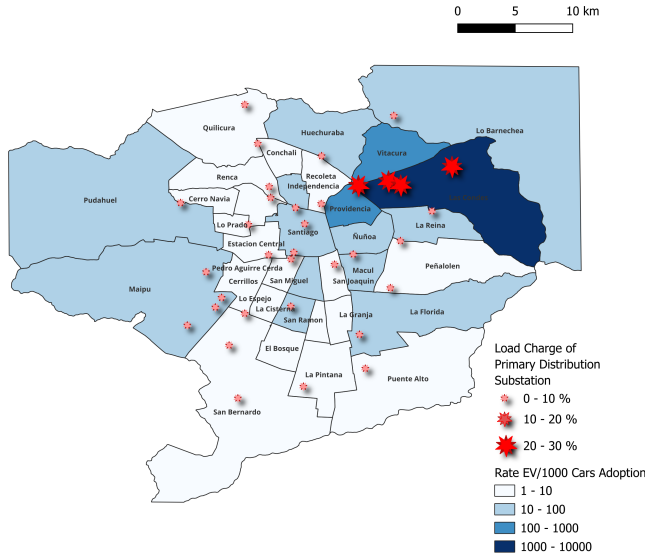 0 5 10 km
Quilicura
Huechuraba
Lo Barnechea
Conchali
Vitacura
Renca
Recoleta
Independencia
Pudahuel
Cerro Navia
Providencia
Lo Prado
Santiago
La Reina
Ñuñoa
Estacion Central
Pedro Aguirre Cerda
Macul
Peñalolen
Cerrillos
San Miguel
San Joaquin
Maipu
Lo Espejo
La Cisterna
La Granja
La Florida
San Ramon
El Bosque
La Pintana
Puente Alto
San Bernardo
Load Charge of
Primary Distribution
Substation
0 - 10 %
10 - 20 %
20 - 30 %
Rate EV/1000 Cars Adoption
1 - 10
10 - 100
100 - 1000
1000 - 10000